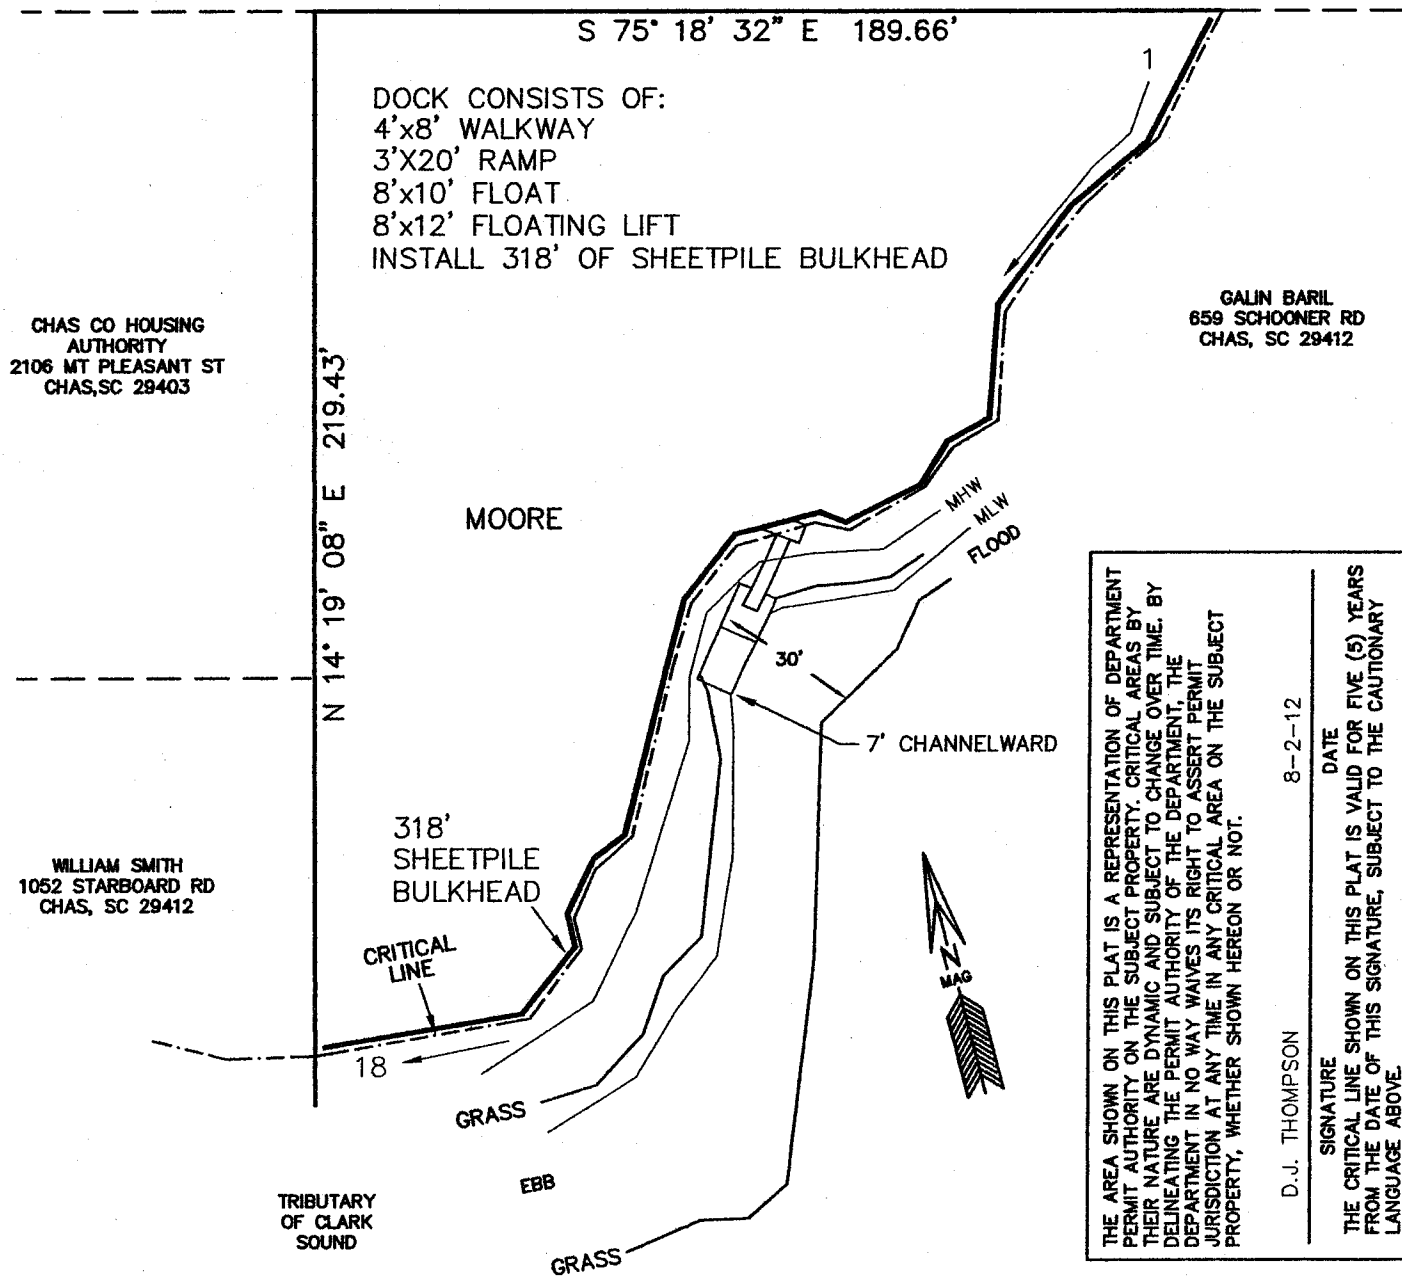 S 75° 18' 32" E 189.66'
1
DOCK CONSISTS OF:
4'x8' WALKWAY
3'X20' RAMP
8'x10' FLOAT
8'x12' FLOATING LIFT
INSTALL 318' OF SHEETPILE BULKHEAD
CHAS CO HOUSING
AUTHORITY
2106 MT PLEASANT ST
CHAS,SC 29403
GALIN BARIL
659 SCHOONER RD
CHAS, SC 29412
N 14° 19' 08" E 219.43'
MOORE
MHW
MLW
FLOOD
30'
7' CHANNELWARD
318'
SHEETPILE
BULKHEAD
WILLIAM SMITH
1052 STARBOARD RD
CHAS, SC 29412
CRITICAL
LINE
N
MAG
18
GRASS
EBB
TRIBUTARY
OF CLARK
SOUND
GRASS
THE AREA SHOWN ON THIS PLAT IS A REPRESENTATION OF DEPARTMENT
PERMIT AUTHORITY ON THE SUBJECT PROPERTY. CRITICAL AREAS BY
THEIR NATURE ARE DYNAMIC AND SUBJECT TO CHANGE OVER TIME. BY
DELINEATING THE PERMIT AUTHORITY OF THE DEPARTMENT, THE
DEPARTMENT IN NO WAY WAIVES ITS RIGHT TO ASSERT PERMIT
JURISDICTION AT ANY TIME IN ANY CRITICAL AREA ON THE SUBJECT
PROPERTY, WHETHER SHOWN HEREON OR NOT.
D.J. THOMPSON 8-2-12
SIGNATURE DATE
THE CRITICAL LINE SHOWN ON THIS PLAT IS VALID FOR FIVE (5) YEARS
FROM THE DATE OF THIS SIGNATURE, SUBJECT TO THE CAUTIONARY
LANGUAGE ABOVE.